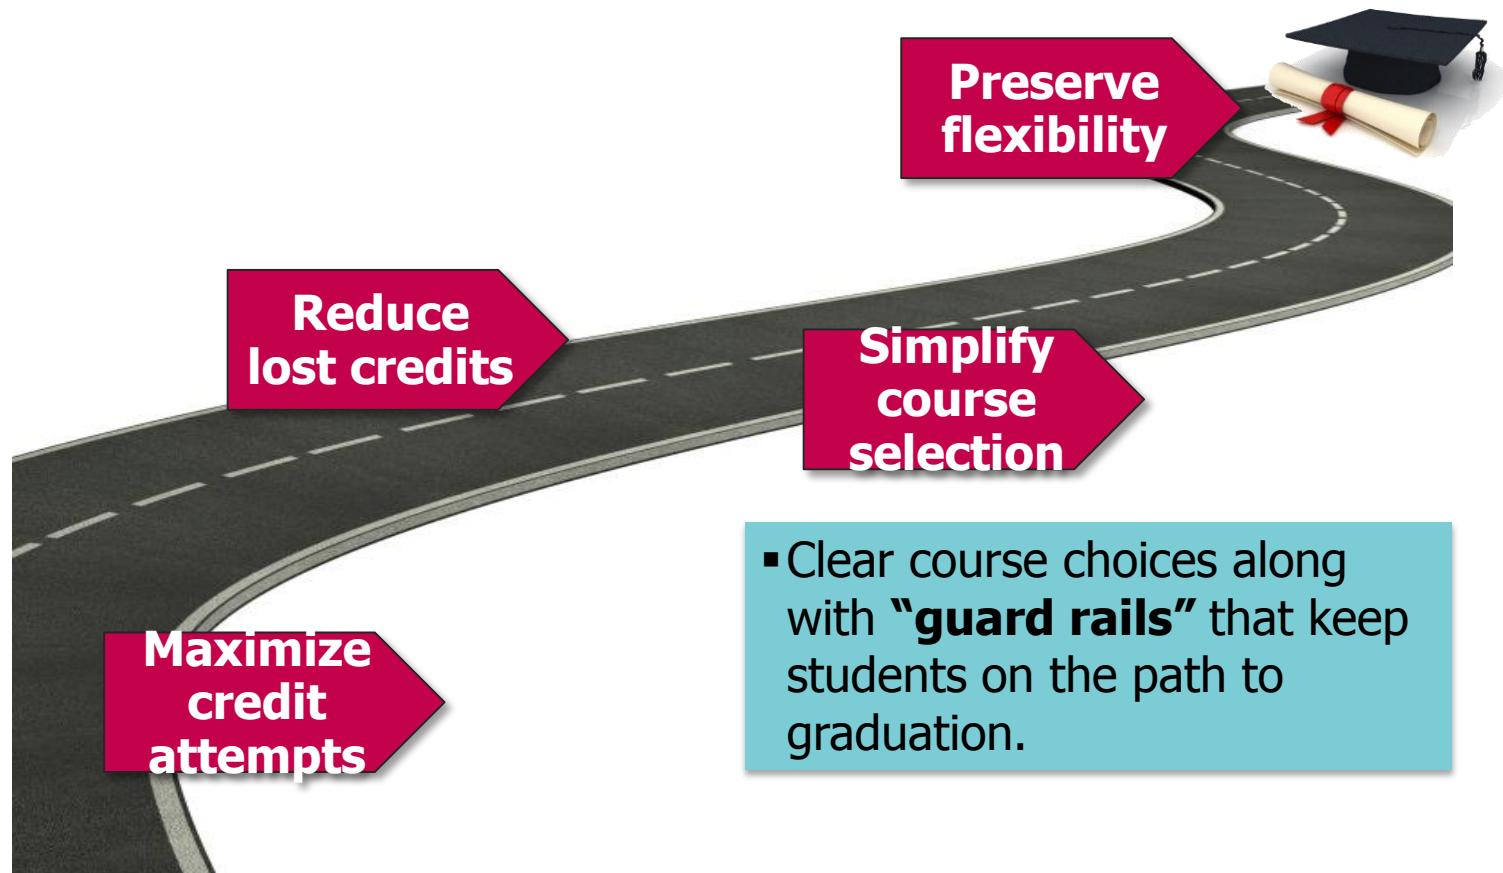 Preserve
flexibility
Reduce
lost credits
Simplify
course
selection
Maximize
credit
attempts
▪Clear course choices along
with “guard rails” that keep
students on the path to
graduation.